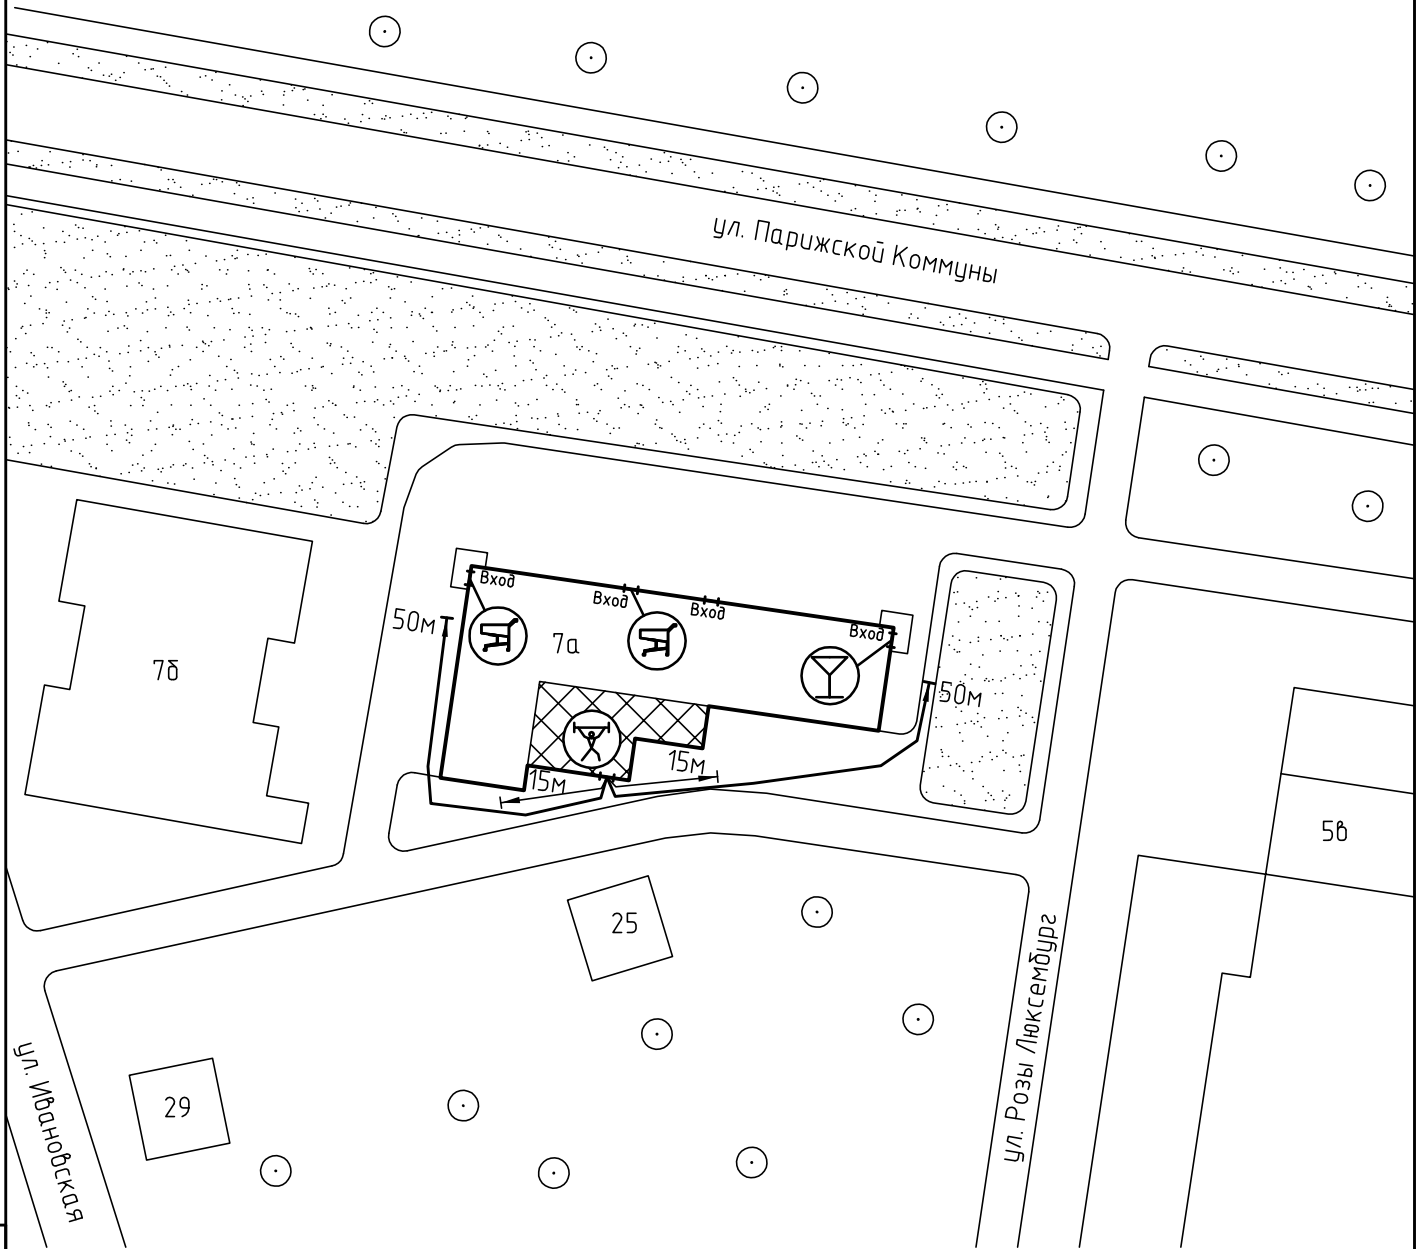 ул. Парижской Коммуны
Вход
Вход
Вход
Вход
50м
7а
7б
50м
15м
15м
5в
25
29
ул. Розы Люксембург
ул. Ивановская